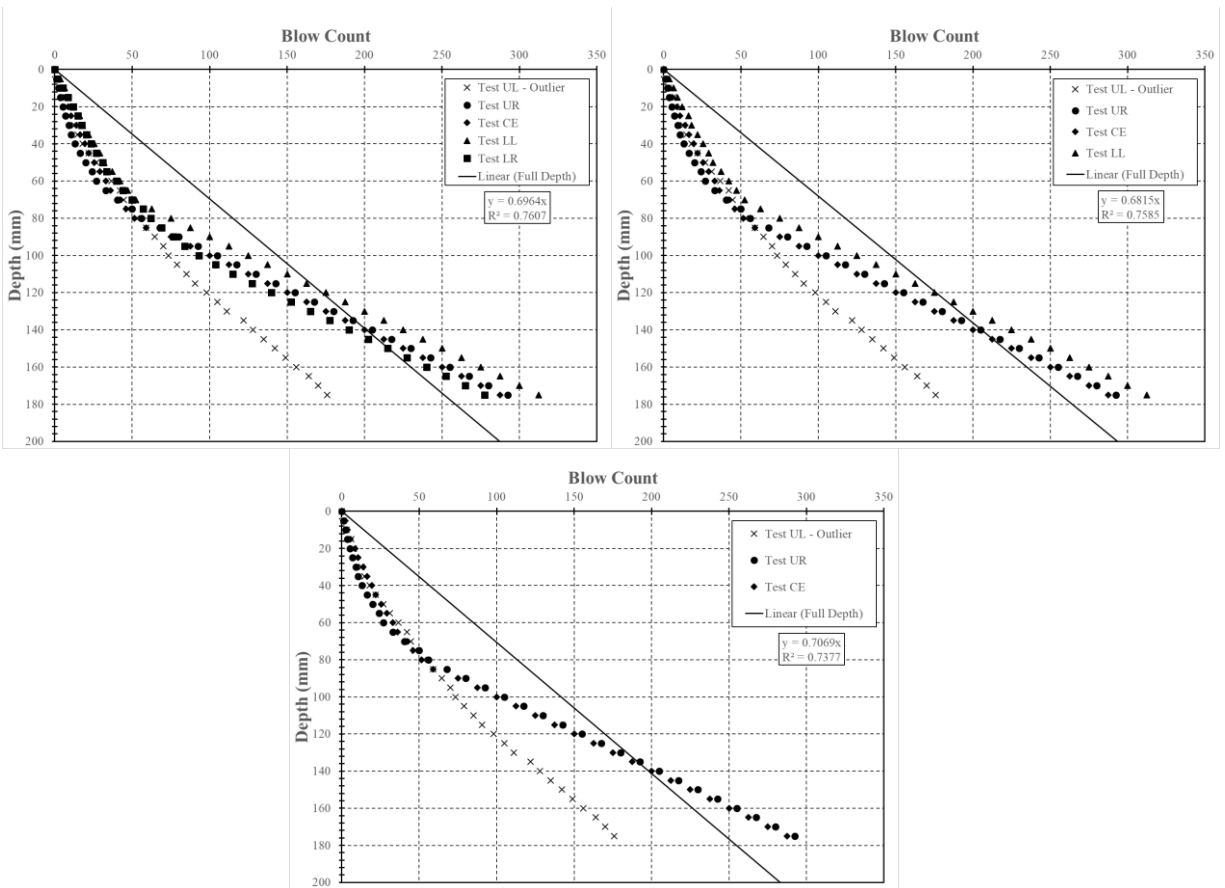 Blow Count
0 50 100 150 200 250 300 350
Depth (mm)
0
20
40
60
80
100
120
140
160
180
200
Test UL - Outlier
Test UR
Test CE
Test LL
Test LR
Linear (Full Depth)
y = 0.6964x
R² = 0.7607
Blow Count
0 50 100 150 200 250 300 350
Depth (mm)
0
20
40
60
80
100
120
140
160
180
200
Test UL - Outlier
Test UR
Test CE
Test LL
Linear (Full Depth)
y = 0.6815x
R² = 0.7585
Blow Count
0 50 100 150 200 250 300 350
Depth (mm)
0
20
40
60
80
100
120
140
160
180
200
Test UL - Outlier
Test UR
Test CE
Linear (Full Depth)
y = 0.7069x
R² = 0.7377